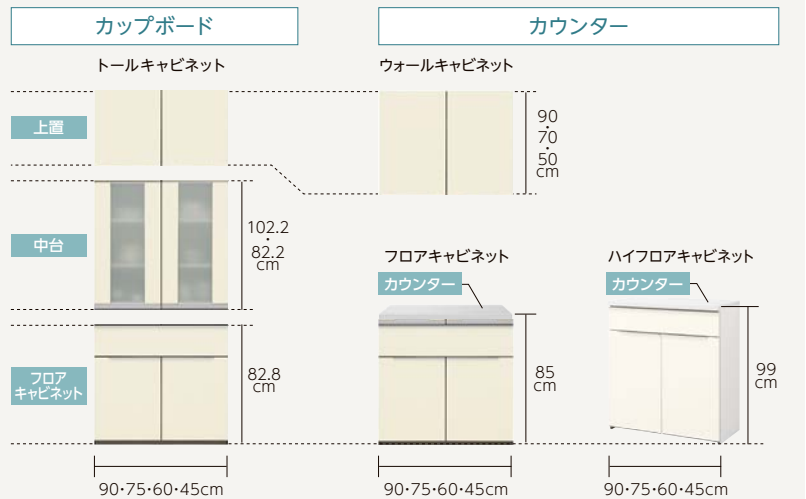 カップボード
カウンター
トールキャビネット
ウォールキャビネット
上置
90
・
70
・
50
cm
中台
102.2
・
82.2
cm
フロアキャビネット
カウンター
ハイフロアキャビネット
カウンター
フロア
キャビネット
82.8
cm
85
cm
99
cm
90・75・60・45cm
90・75・60・45cm
90・75・60・45cm